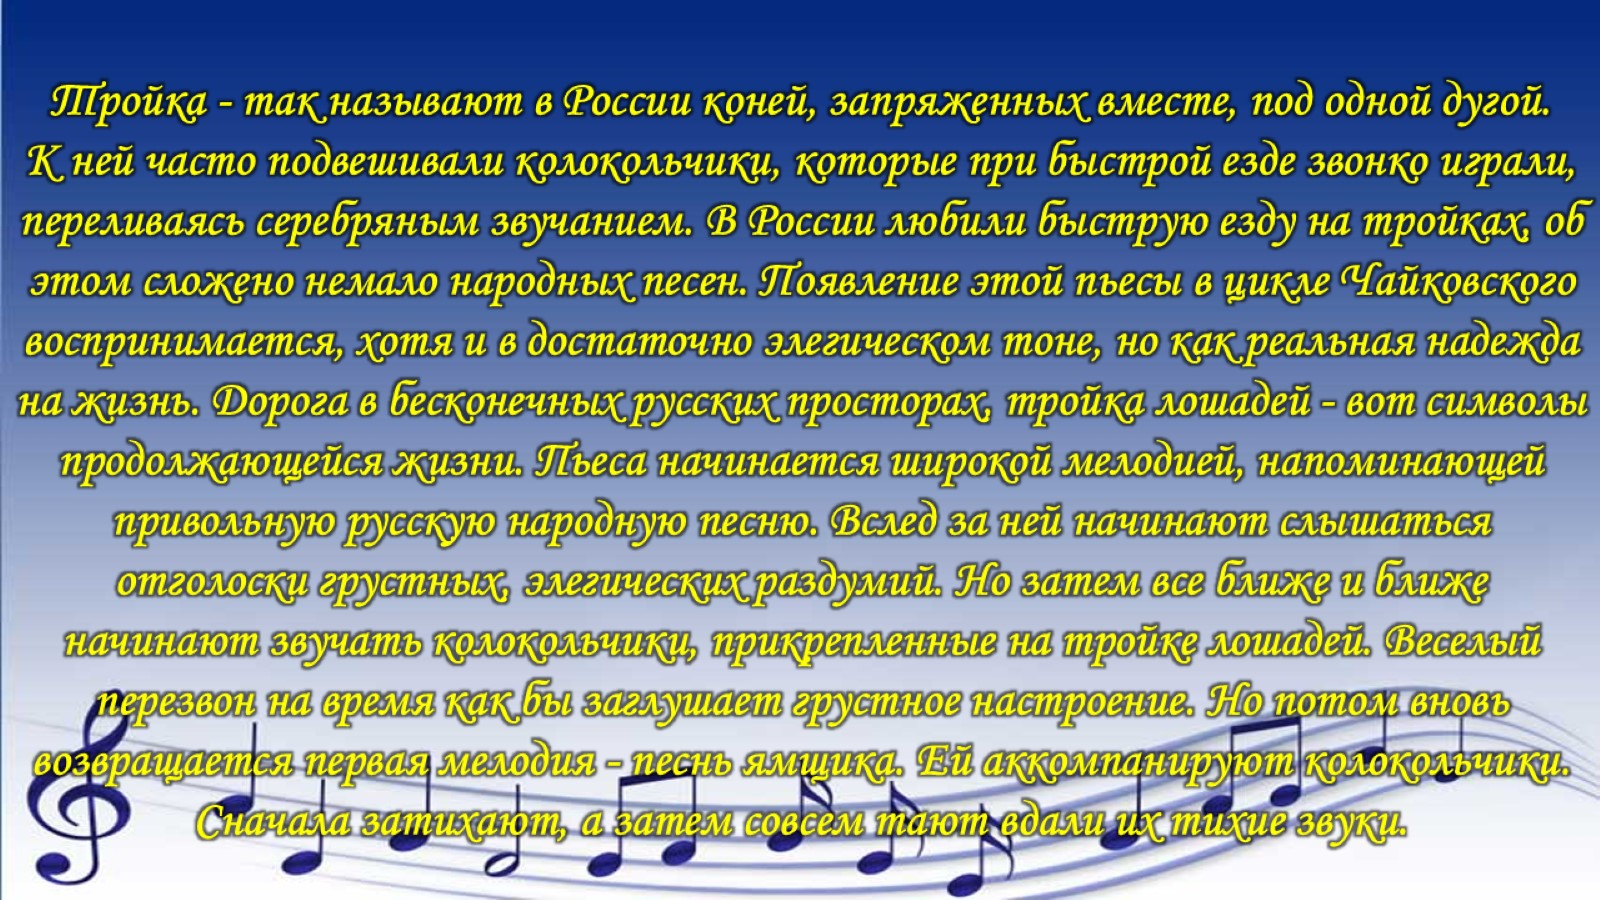 Тройка - так называют в России коней, запряженных вместе, под одной дугой.
К ней часто подвешивали колокольчики, которые при быстрой езде звонко играли,
переливаясь серебряным звучанием. В России любили быструю езду на тройках, об
этом сложено немало народных песен. Появление этой пьесы в цикле Чайковского
воспринимается, хотя и в достаточно элегическом тоне, но как реальная надежда
на жизнь. Дорога в бесконечных русских просторах, тройка лошадей - вот символы
продолжающейся жизни. Пьеса начинается широкой мелодией, напоминающей
привольную русскую народную песню. Вслед за ней начинают слышаться
отголоски грустных, элегических раздумий. Но затем все ближе и ближе
начинают звучать колокольчики, прикрепленные на тройке лошадей. Веселый
перезвон на время как бы заглушает грустное настроение. Но потом вновь
возвращается первая мелодия - песнь ямщика. Ей аккомпанируют колокольчики.
Сначала затихают, а затем совсем тают вдали их тихие звуки.